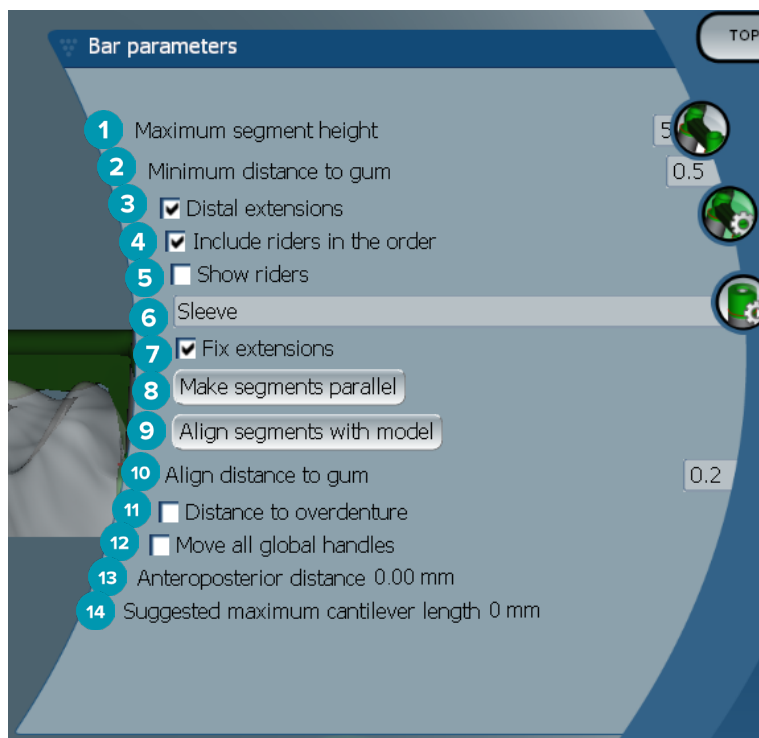 Bar parameters
TOP
1 Maximum segment height 5
2 Minimum distance to gum 0.5
3 Distal extensions
4 Include riders in the order
5 Show riders
6 Sleeve
7 Fix extensions
8 Make segments parallel
9 Align segments with model
10 Align distance to gum 0.2
11 Distance to overdenture
12 Move all global handles
13 Anteroposterior distance 0.00 mm
14 Suggested maximum cantilever length 0 mm